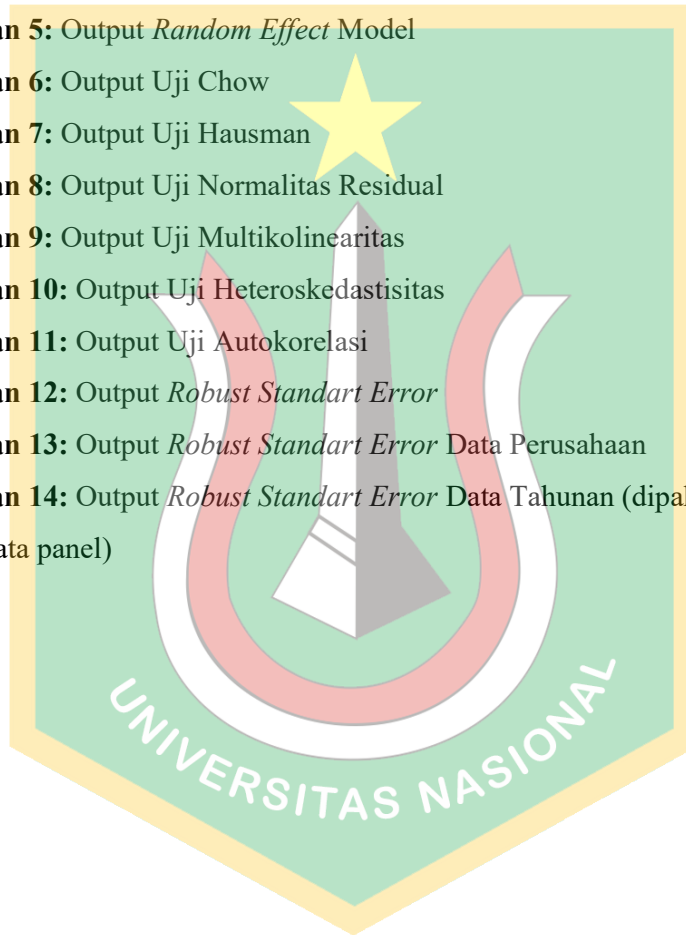 an 5: Output Random Effect Model
an 6: Output Uji Chow
an 7: Output Uji Hausman
an 8: Output Uji Normalitas Residual
an 9: Output Uji Multikolinearitas
an 10: Output Uji Heteroskedastisitas
an 11: Output Uji Autokorelasi
an 12: Output Robust Standart Error
an 13: Output Robust Standart Error Data Perusahaan
an 14: Output Robust Standart Error Data Tahunan (dipal
ata panel)
UNIVERSITAS NASIONAL